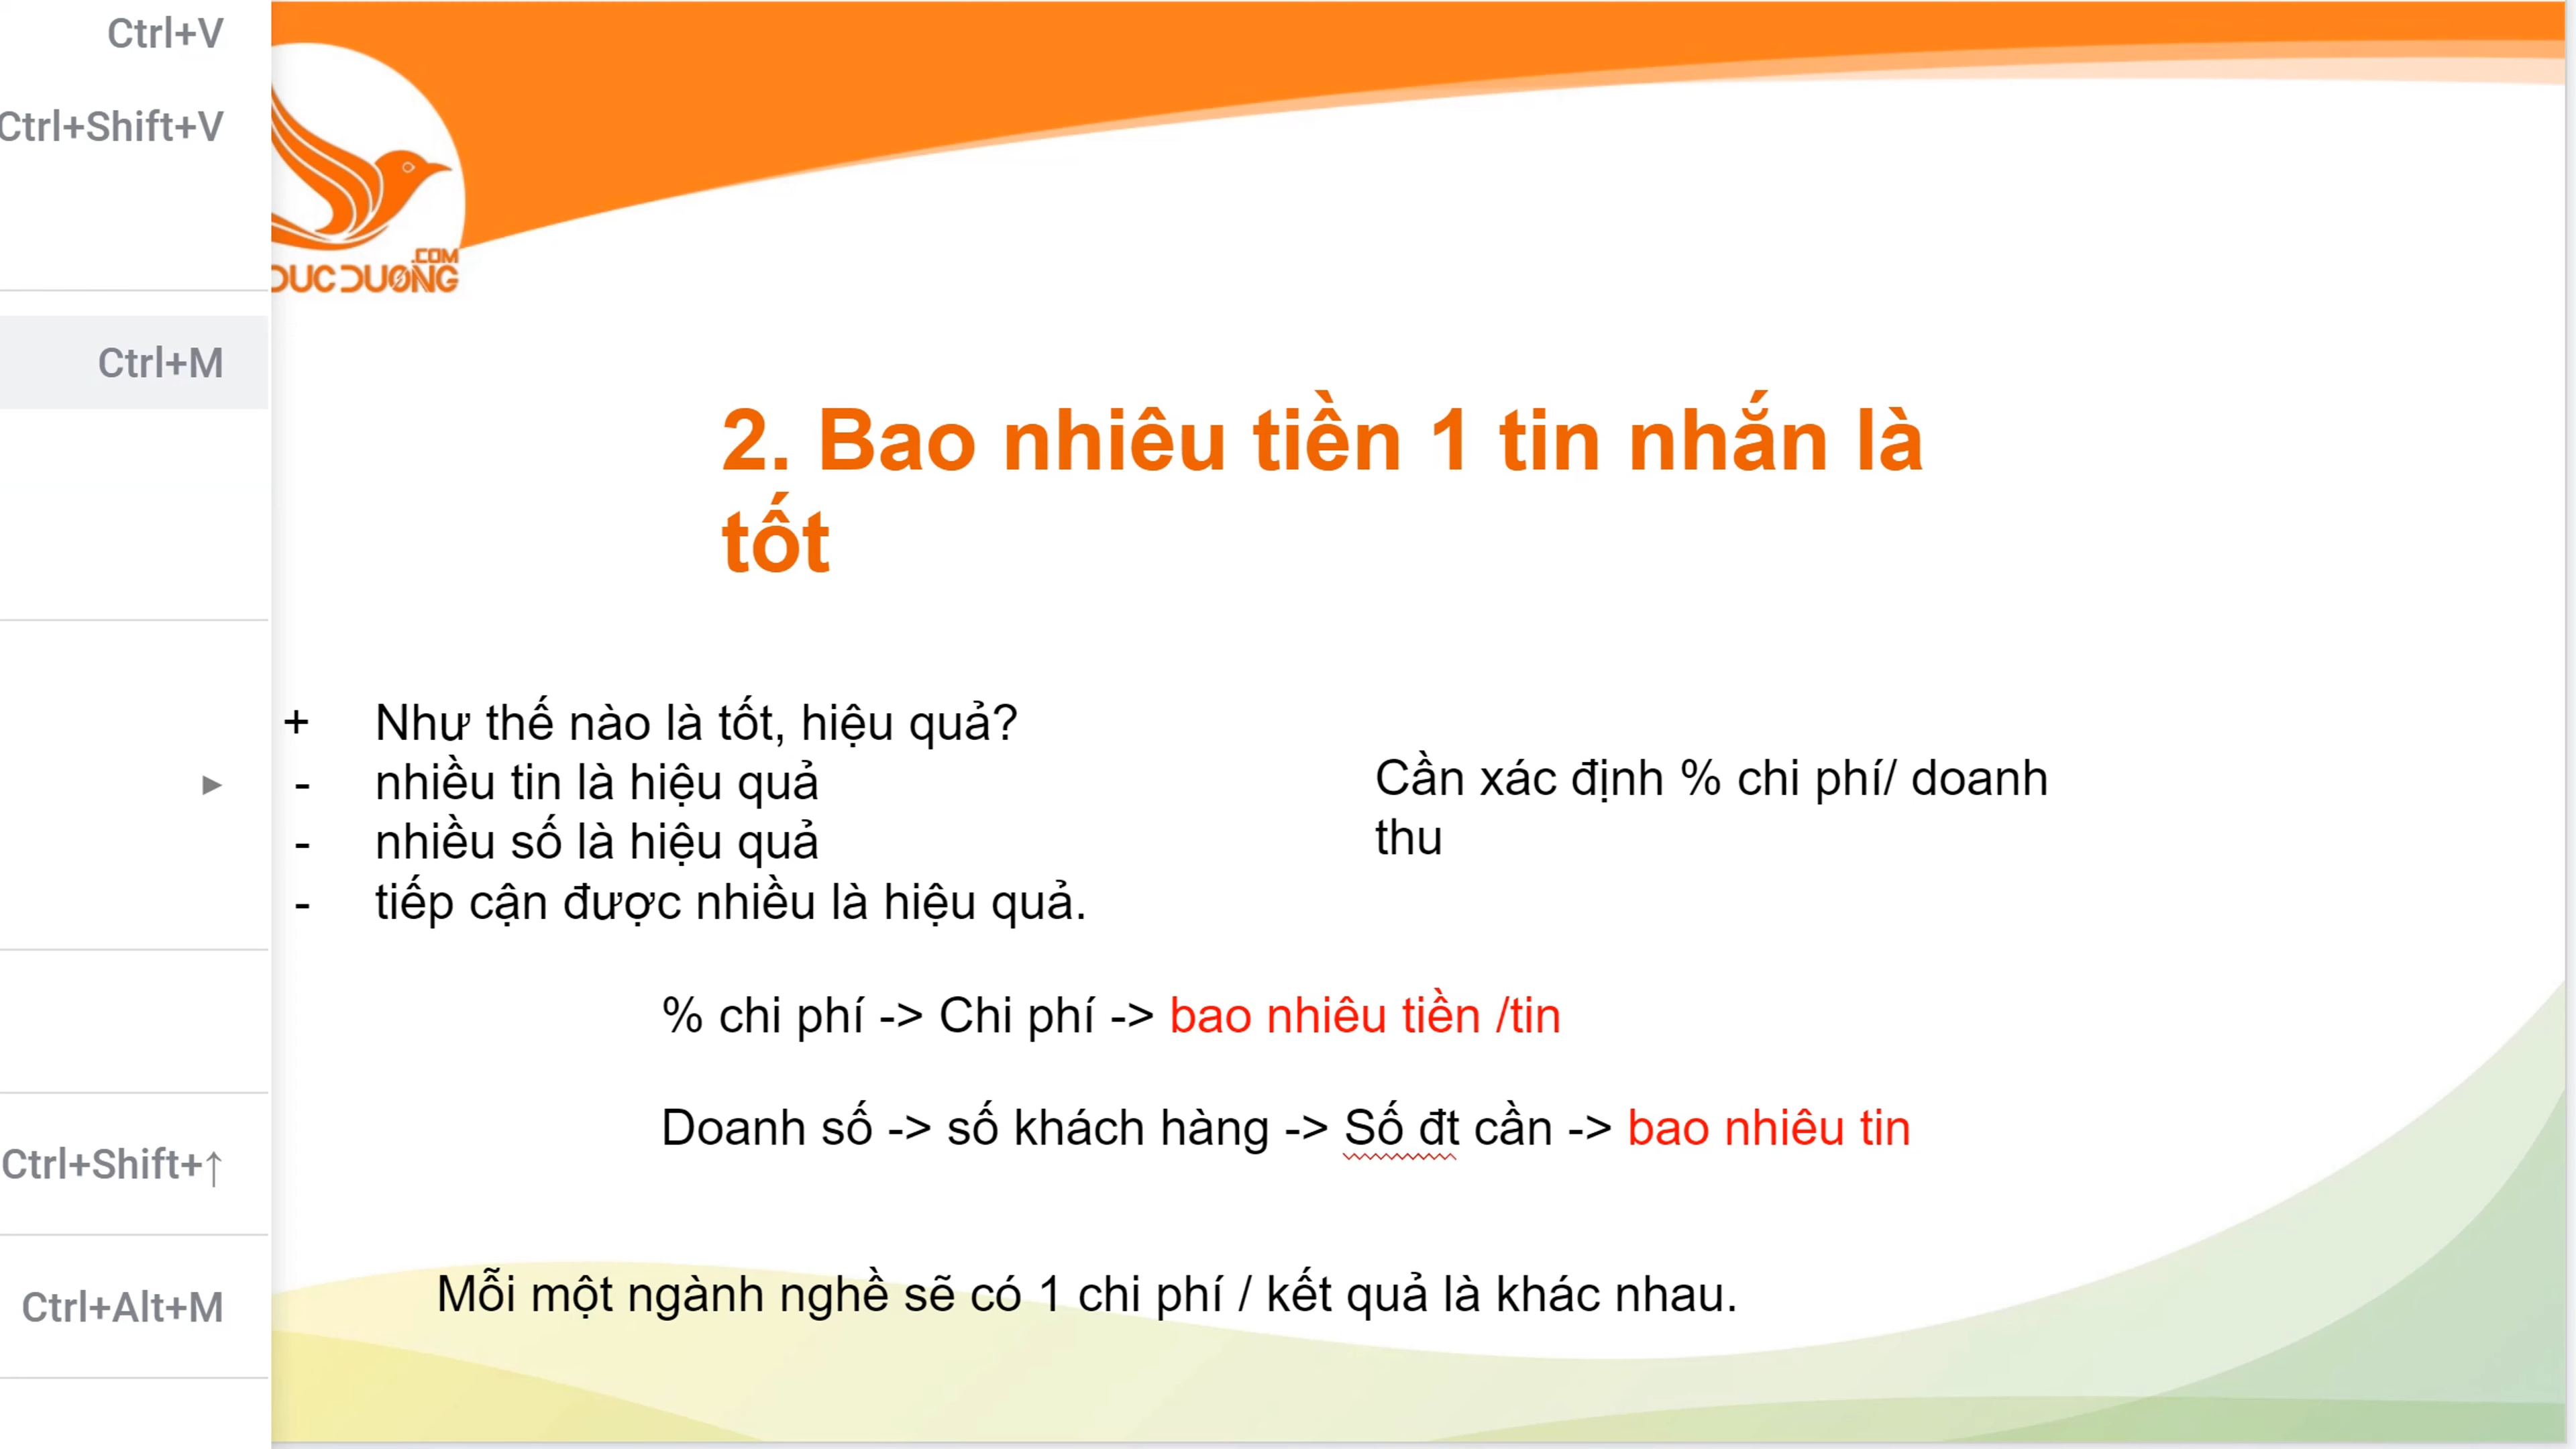 Ctrl+V
Ctrl+Shift+V
Ctrl+M
►
Ctrl+Shift+↑
Ctrl+Alt+M
.COM
DUC DUONG
2. Bao nhiêu tiền 1 tin nhắn là
tốt
+ Như thế nào là tốt, hiệu quả?
- nhiều tin là hiệu quả
- nhiều số là hiệu quả
- tiếp cận được nhiều là hiệu quả.
Cần xác định % chi phí/ doanh
thu
% chi phí -> Chi phí -> bao nhiêu tiền /tin
Doanh số -> số khách hàng -> Số đt cần -> bao nhiêu tin
Mỗi một ngành nghề sẽ có 1 chi phí / kết quả là khác nhau.